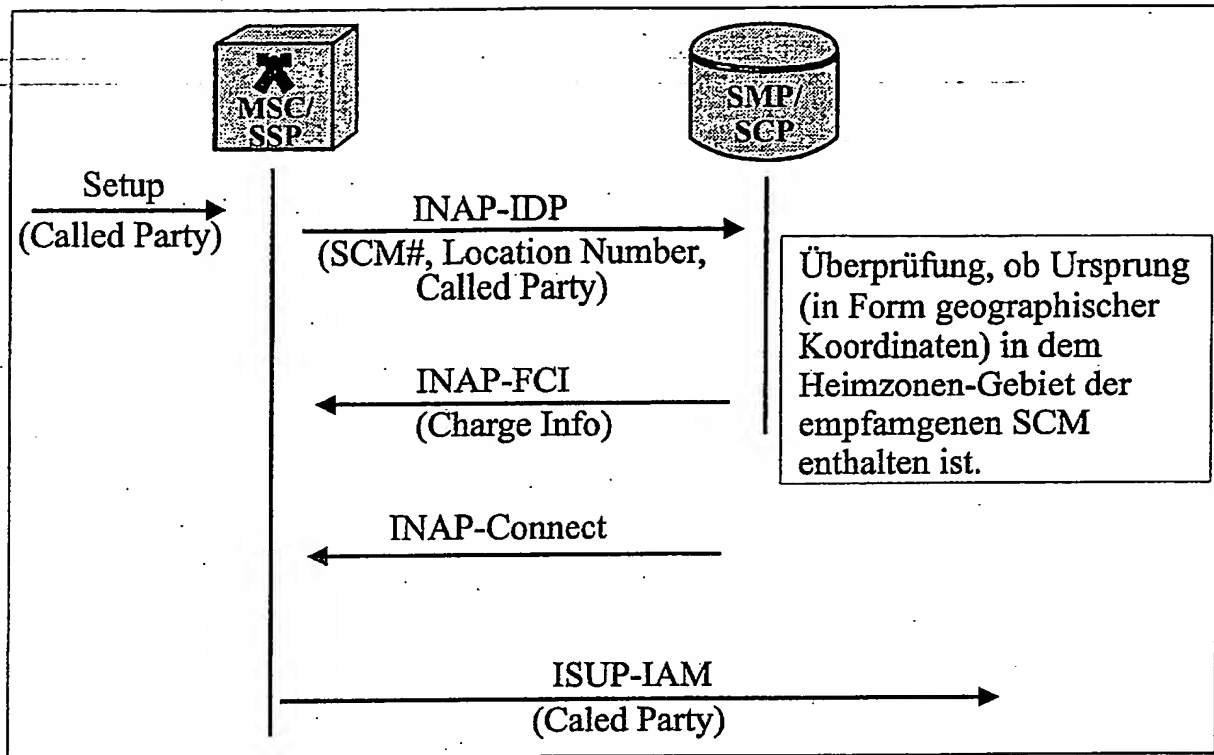 MSC/
SSP
SMP/
SCP
Setup
(Called Party)
INAP-IDP
(SCM#, Location Number,
Called Party)
Überprüfung, ob Ursprung
(in Form geographischer
Koordinaten) in dem
Heimzonen-Gebiet der
empfamgenen SCM
enthalten ist.
INAP-FCI
(Charge Info)
INAP-Connect
ISUP-IAM
(Caled Party)